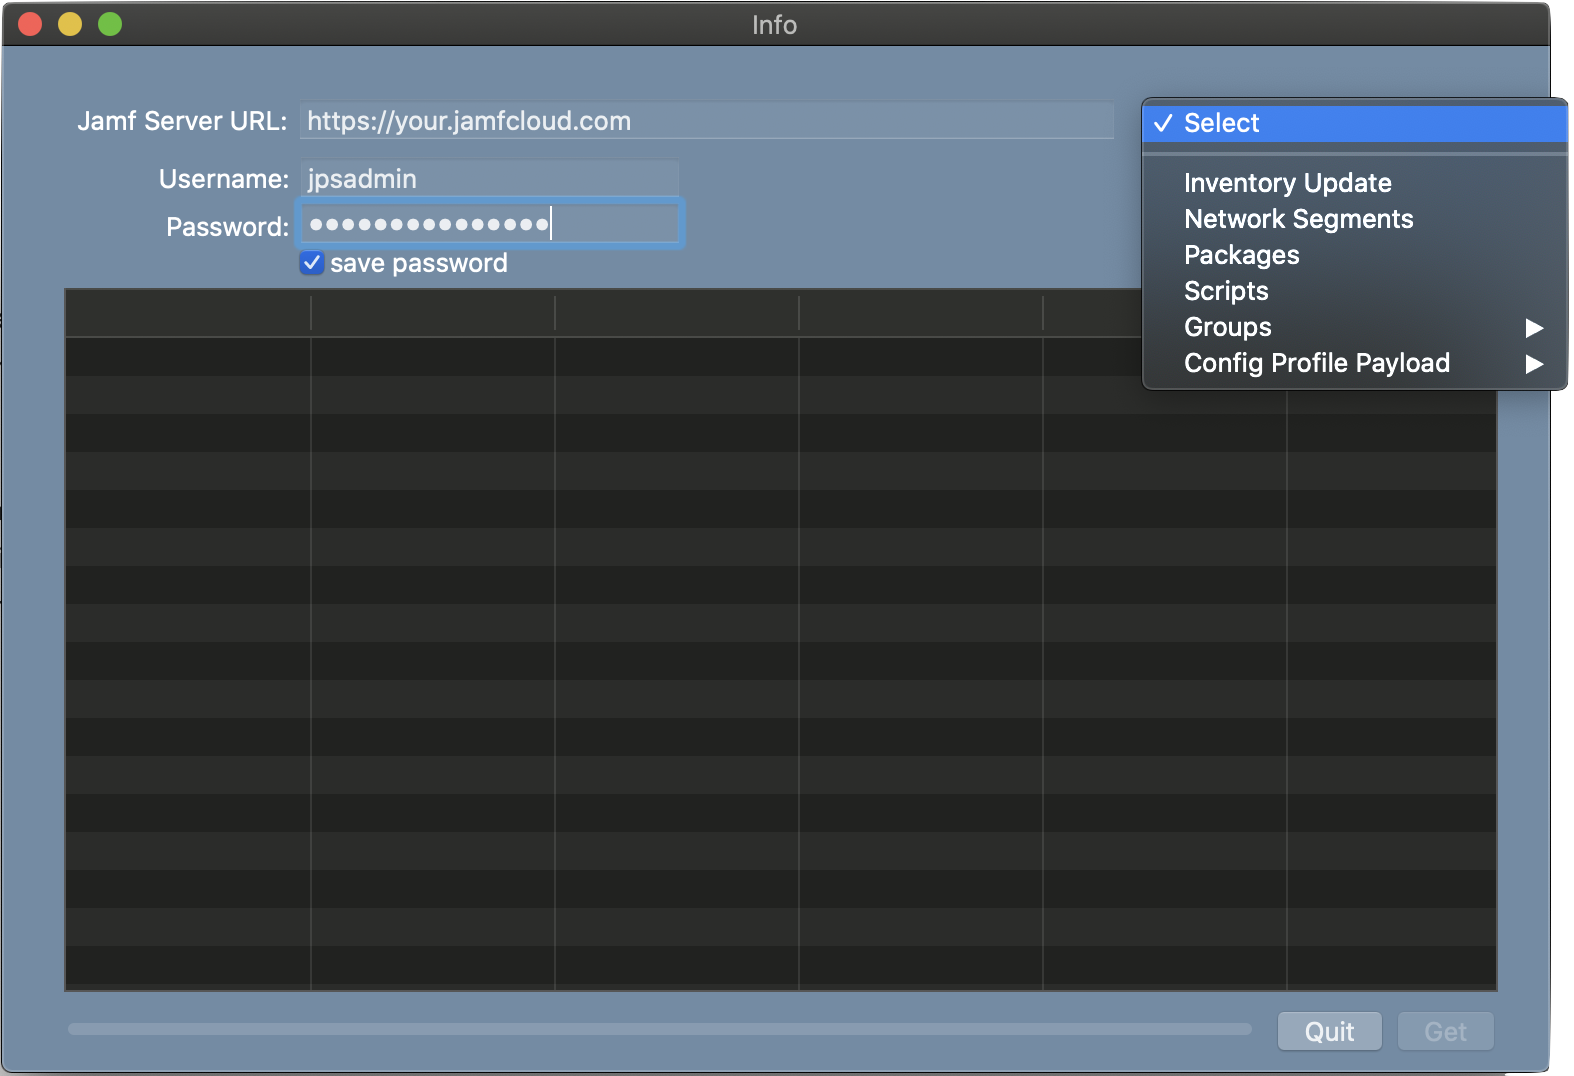 Info
Jamf Server URL: https://your.jamfcloud.com
Username: jpsadmin
Password: •••••••••••••••
save password
Select
Inventory Update
Network Segments
Packages
Scripts
Groups
Config Profile Payload
Quit
Get